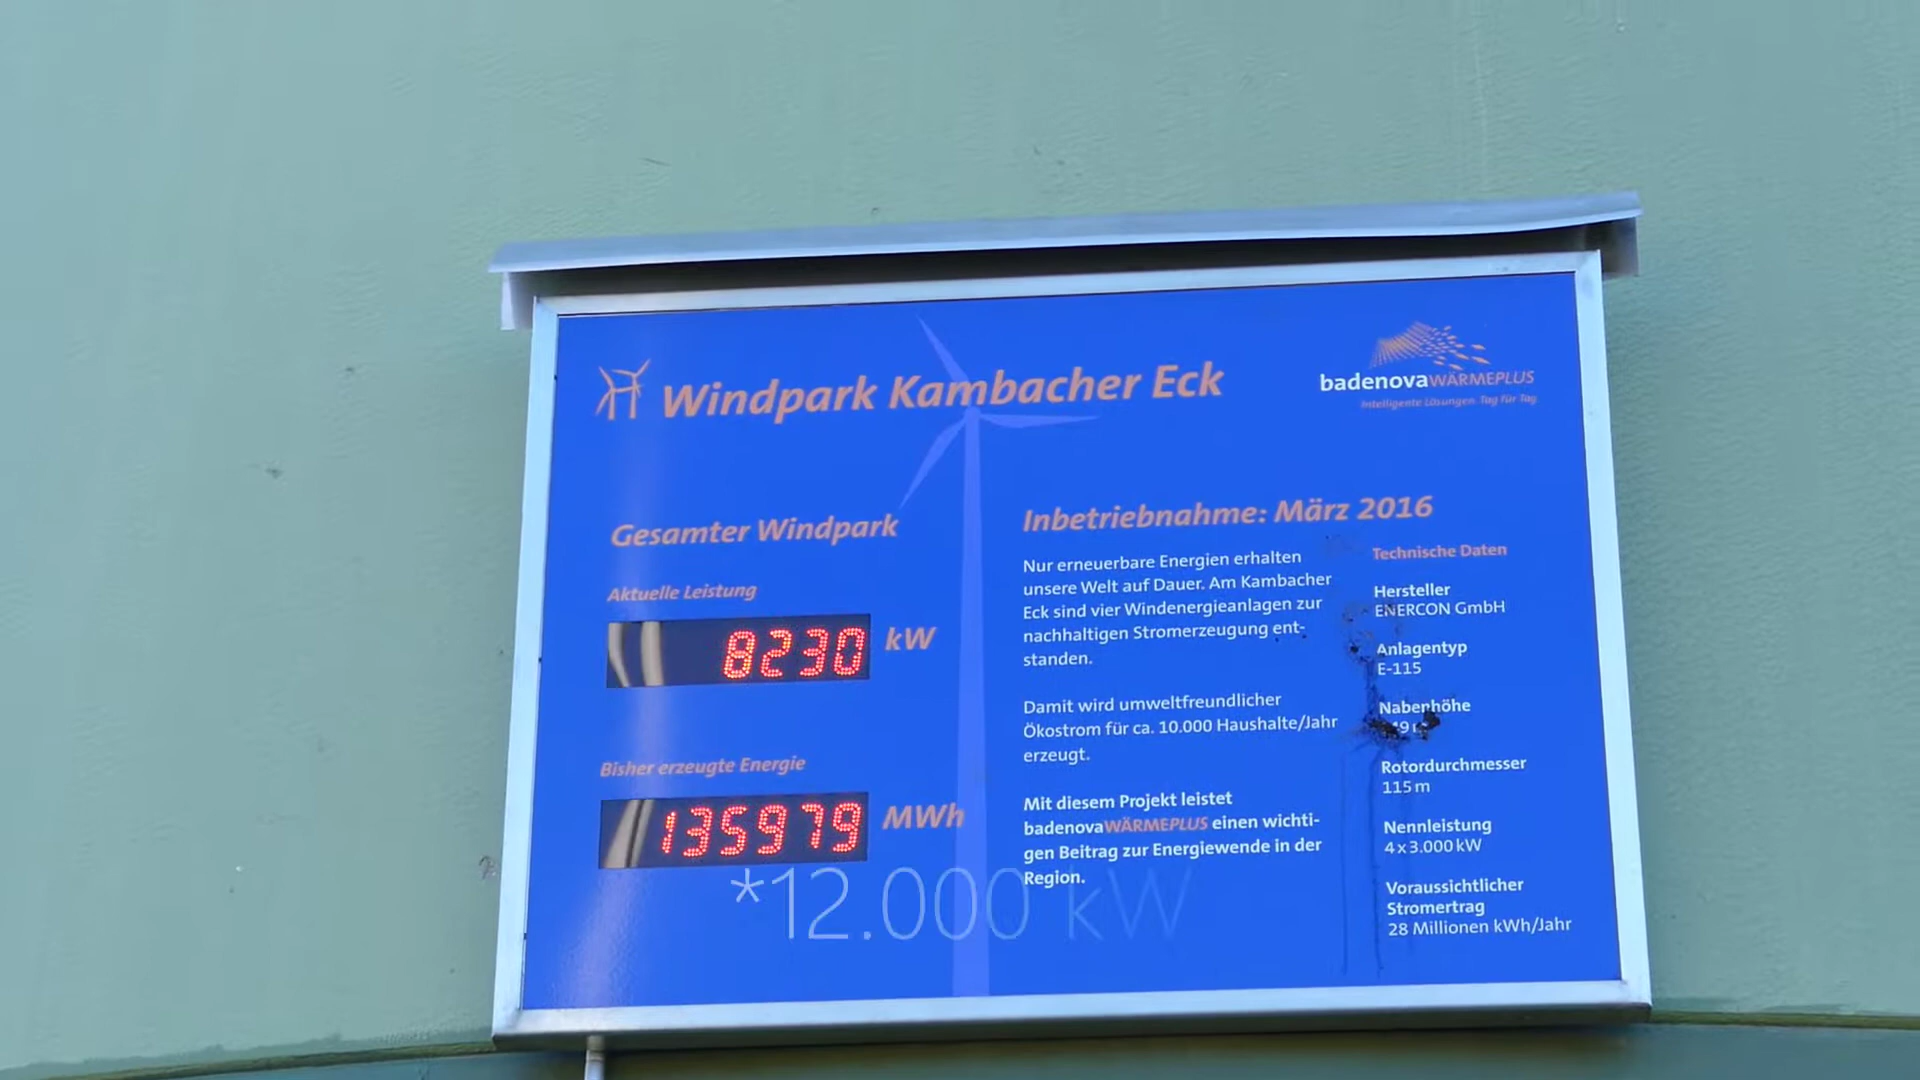 Windpark Kambacher Eck
badenovaWÄRMEPLUS
Intelligente Lösungen. Tag für Tag.
Gesamter Windpark
Aktuelle Leistung
8230 kW
Bisher erzeugte Energie
135979 MWh
Inbetriebnahme: März 2016
Nur erneuerbare Energien erhalten
unsere Welt auf Dauer. Am Kambacher
Eck sind vier Windenergieanlagen zur
nachhaltigen Stromerzeugung ent-
standen.
Damit wird umweltfreundlicher
Ökostrom für ca. 10.000 Haushalte/Jahr
erzeugt.
Mit diesem Projekt leistet
badenovaWÄRMEPLUS einen wichti-
gen Beitrag zur Energiewende in der
Region.
Technische Daten
Hersteller
ENERCON GmbH
Anlagentyp
E-115
Nabenhöhe
Rotordurchmesser
115 m
Nennleistung
4 x 3.000 kW
Voraussichtlicher
Stromertrag
28 Millionen kWh/Jahr
*12.000 kW